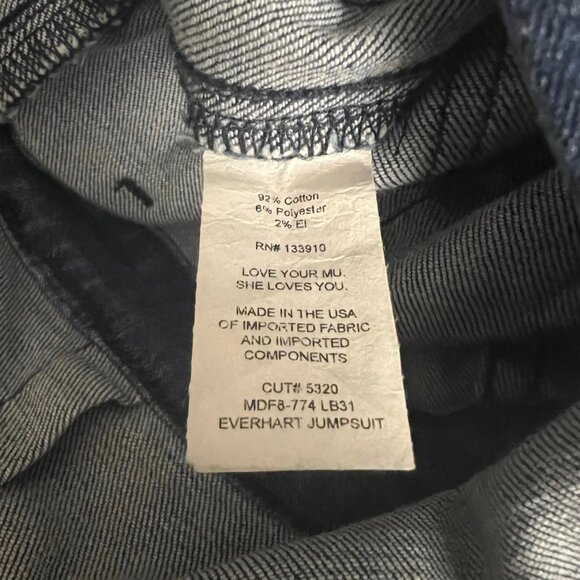 92% Cotton
6% Polyester
2% El
RN# 133910
LOVE YOUR MU.
SHE LOVES YOU.
MADE IN THE USA
OF IMPORTED FABRIC
AND IMPORTED
COMPONENTS
CUT# 5320
MDF8-774 LB31
EVERHART JUMPSUIT